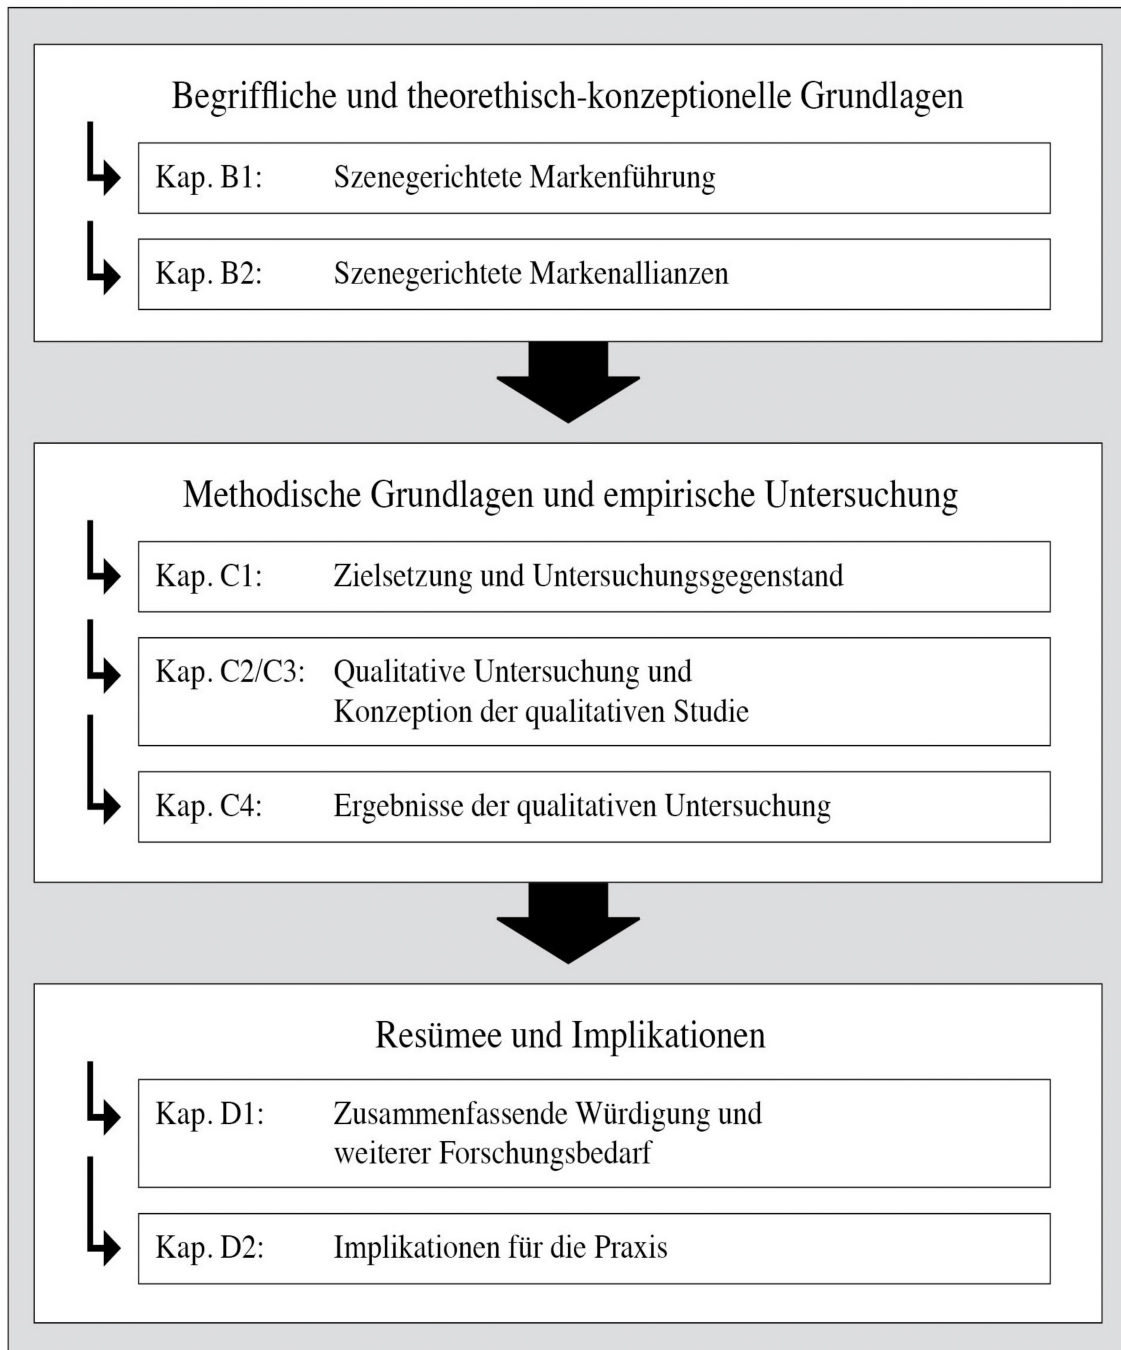 Begriffliche und theorethisch-konzeptionelle Grundlagen
Kap. B1: Szenegerichtete Markenführung
Kap. B2: Szenegerichtete Markenallianzen
Methodische Grundlagen und empirische Untersuchung
Kap. C1: Zielsetzung und Untersuchungsgegenstand
Kap. C2/C3: Qualitative Untersuchung und
Konzeption der qualitativen Studie
Kap. C4: Ergebnisse der qualitativen Untersuchung
Resümee und Implikationen
Kap. D1: Zusammenfassende Würdigung und
weiterer Forschungsbedarf
Kap. D2: Implikationen für die Praxis